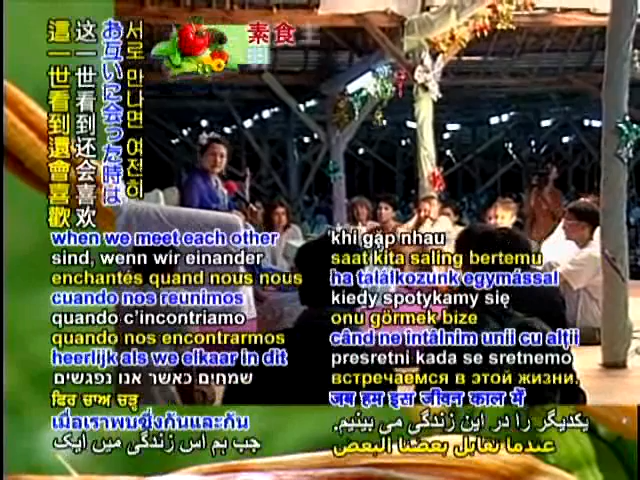 素食
這一世看到還會喜歡
这一世看到还会喜欢
お互いに会った時は
서로 만나면 여전히
when we meet each other
sind, wenn wir einander
enchantés quand nous nous
cuando nos reunimos
quando c'incontriamo
quando nos encontrarmos
heerlijk als we elkaar in dit
שמחים כאשר אנו נפגשים
เมื่อเราพบซึ่งกันและกัน
جب ہم اس زندگی میں ایک
khi gặp nhau
saat kita saling bertemu
ha találkozunk egymással
kiedy spotykamy się
onu görmek bize
când ne întâlnim unii cu alții
presretni kada se sretnemo
встречаемся в этой жизни.
जब हम इस जीवन काल में
یکدیگر را در این زندگی می بینیم.
عندما نقابل بعضنا البعض